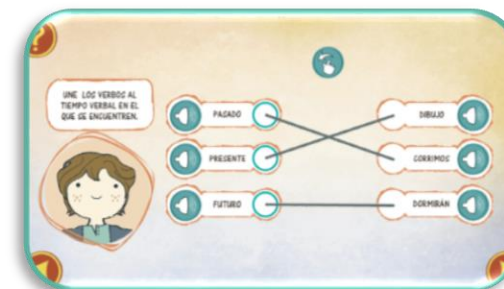 UNE LOS VERBOS AL
TIEMPO VERBAL EN EL
QUE SE ENCUENTREN.
PASADO
DIBUJO
PRESENTE
CORRIMOS
FUTURO
DORMIRÁN
?